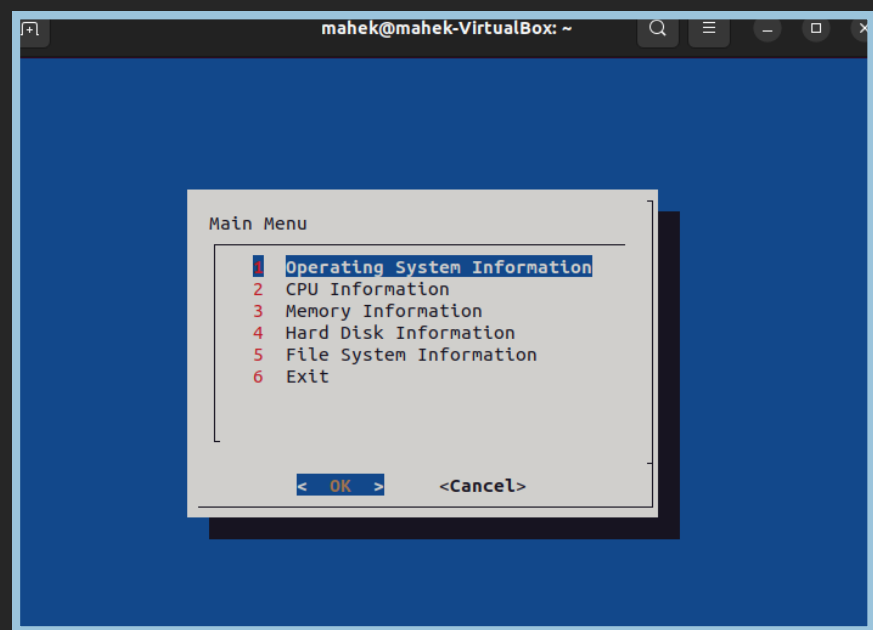 mahek@mahek-VirtualBox: ~
Main Menu
1 Operating System Information
2 CPU Information
3 Memory Information
4 Hard Disk Information
5 File System Information
6 Exit
< OK > <Cancel>